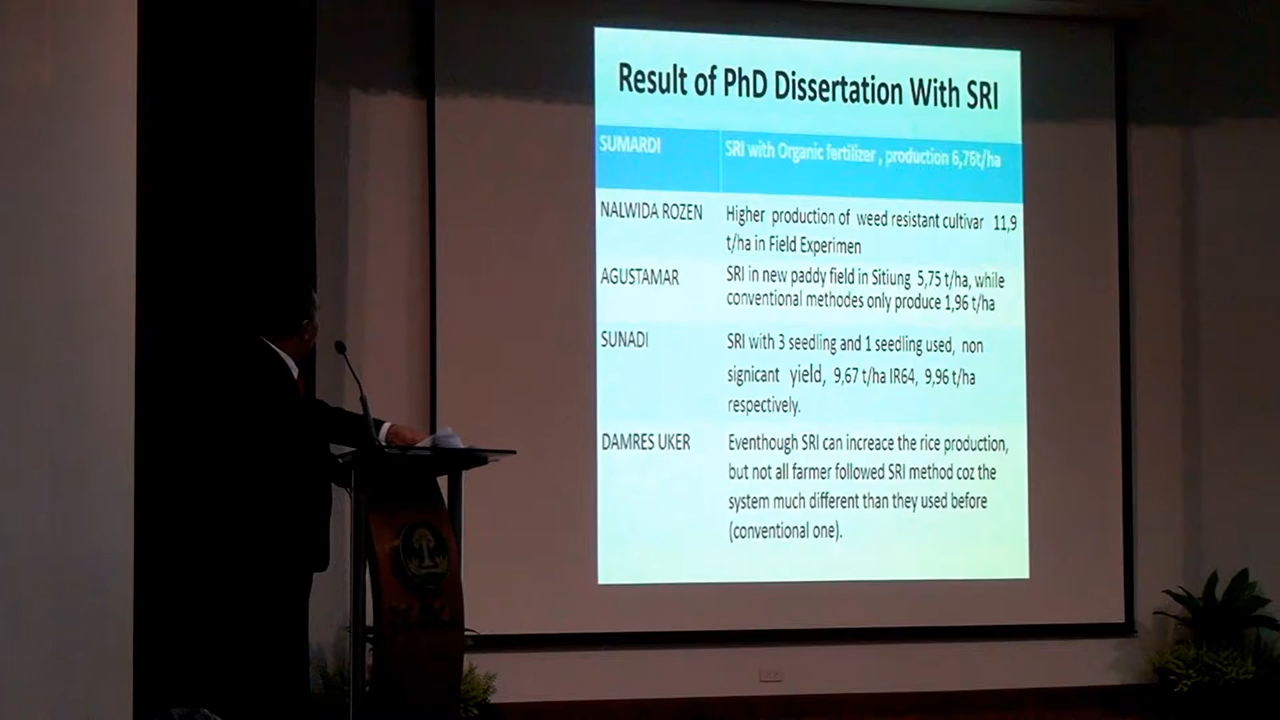 Result of PhD Dissertation With SRI
SUMARDI
SRI with Organic fertilizer , production 6,76t/ha
NALWIDA ROZEN
Higher production of weed resistant cultivar 11,9
t/ha in Field Experimen
AGUSTAMAR
SRI in new paddy field in Sitiung 5,75 t/ha, while
conventional methodes only produce 1,96 t/ha
SUNADI
SRI with 3 seedling and 1 seedling used, non
signicant yield, 9,67 t/ha IR64, 9,96 t/ha
respectively.
DAMRES UKER
Eventhough SRI can increace the rice production,
but not all farmer followed SRI method coz the
system much different than they used before
(conventional one).